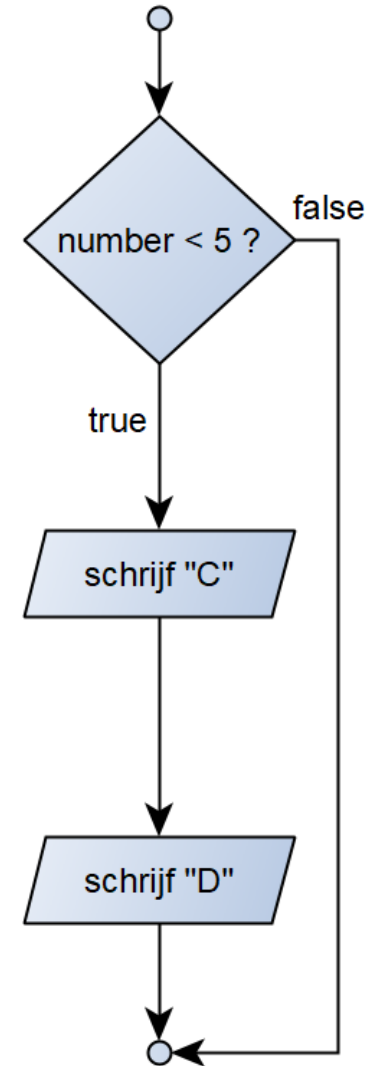 number < 5 ?
false
true
schrijf "C"
schrijf "D"